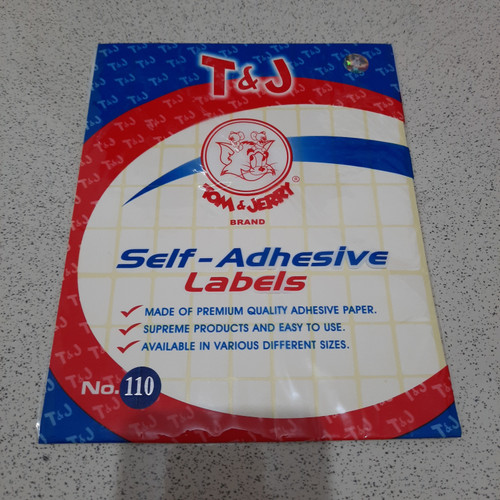 T&J
TOM & JERRY ®
BRAND
Self-Adhesive
Labels
MADE OF PREMIUM QUALITY ADHESIVE PAPER.
SUPREME PRODUCTS AND EASY TO USE.
AVAILABLE IN VARIOUS DIFFERENT SIZES.
No. 110